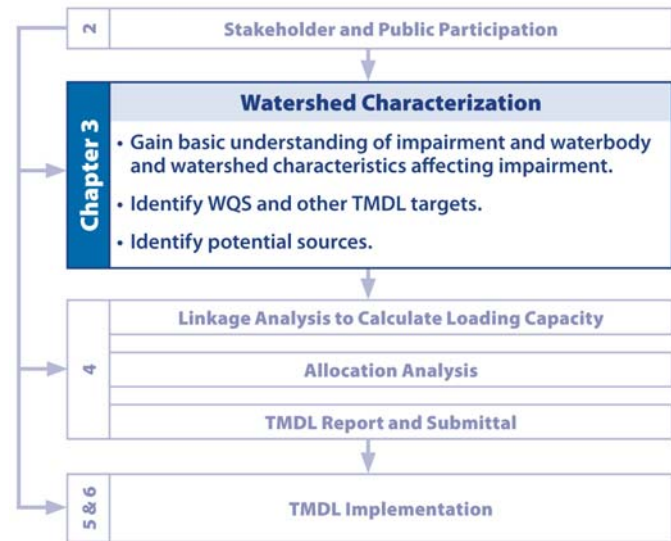 2
Stakeholder and Public Participation
Chapter 3
Watershed Characterization
• Gain basic understanding of impairment and waterbody
and watershed characteristics affecting impairment.
• Identify WQS and other TMDL targets.
• Identify potential sources.
4
Linkage Analysis to Calculate Loading Capacity
Allocation Analysis
TMDL Report and Submittal
5 & 6
TMDL Implementation